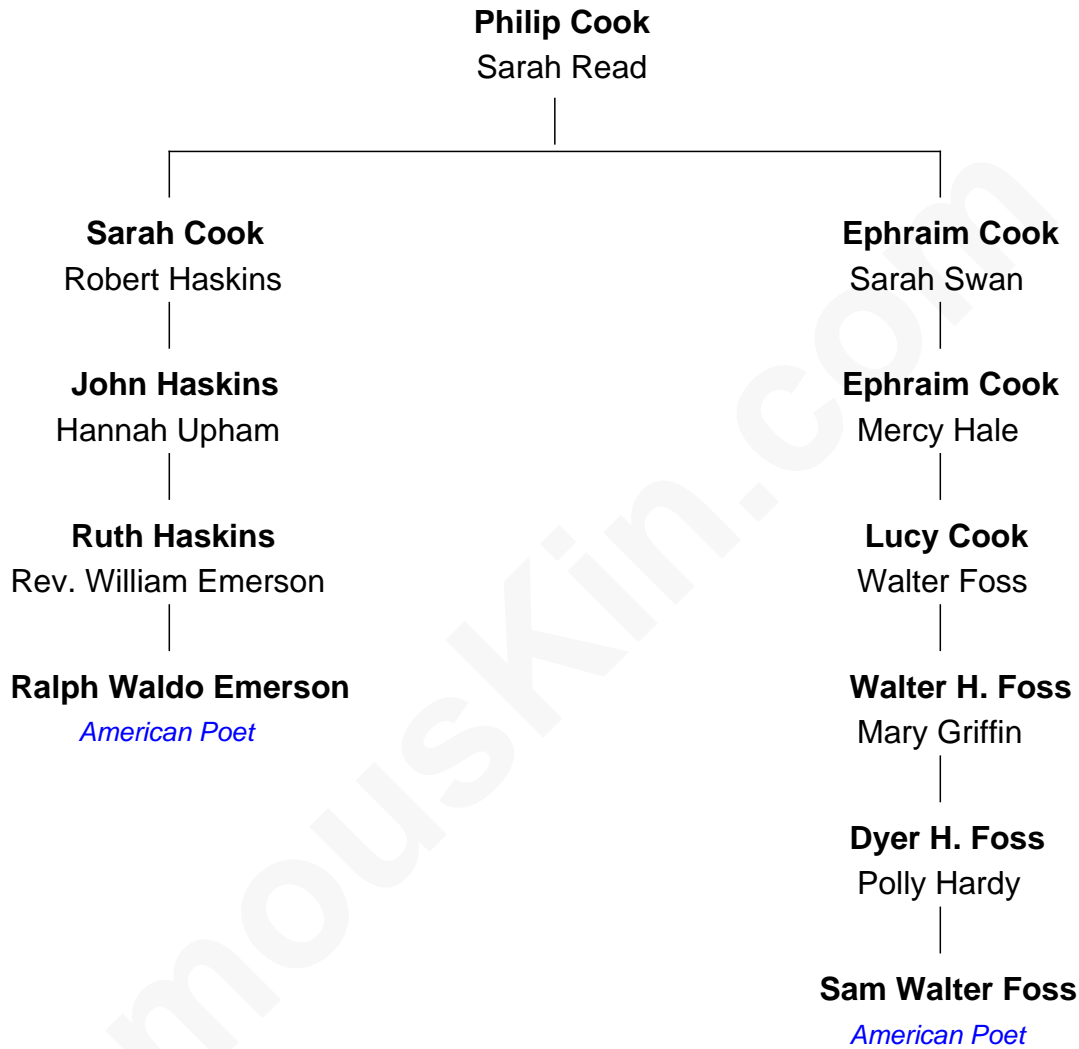 Philip Cook
Sarah Read
Sarah Cook
Robert Haskins
Ephraim Cook
Sarah Swan
John Haskins
Hannah Upham
Ephraim Cook
Mercy Hale
Ruth Haskins
Rev. William Emerson
Lucy Cook
Walter Foss
Ralph Waldo Emerson
American Poet
Walter H. Foss
Mary Griffin
Dyer H. Foss
Polly Hardy
Sam Walter Foss
American Poet
mouskin.com